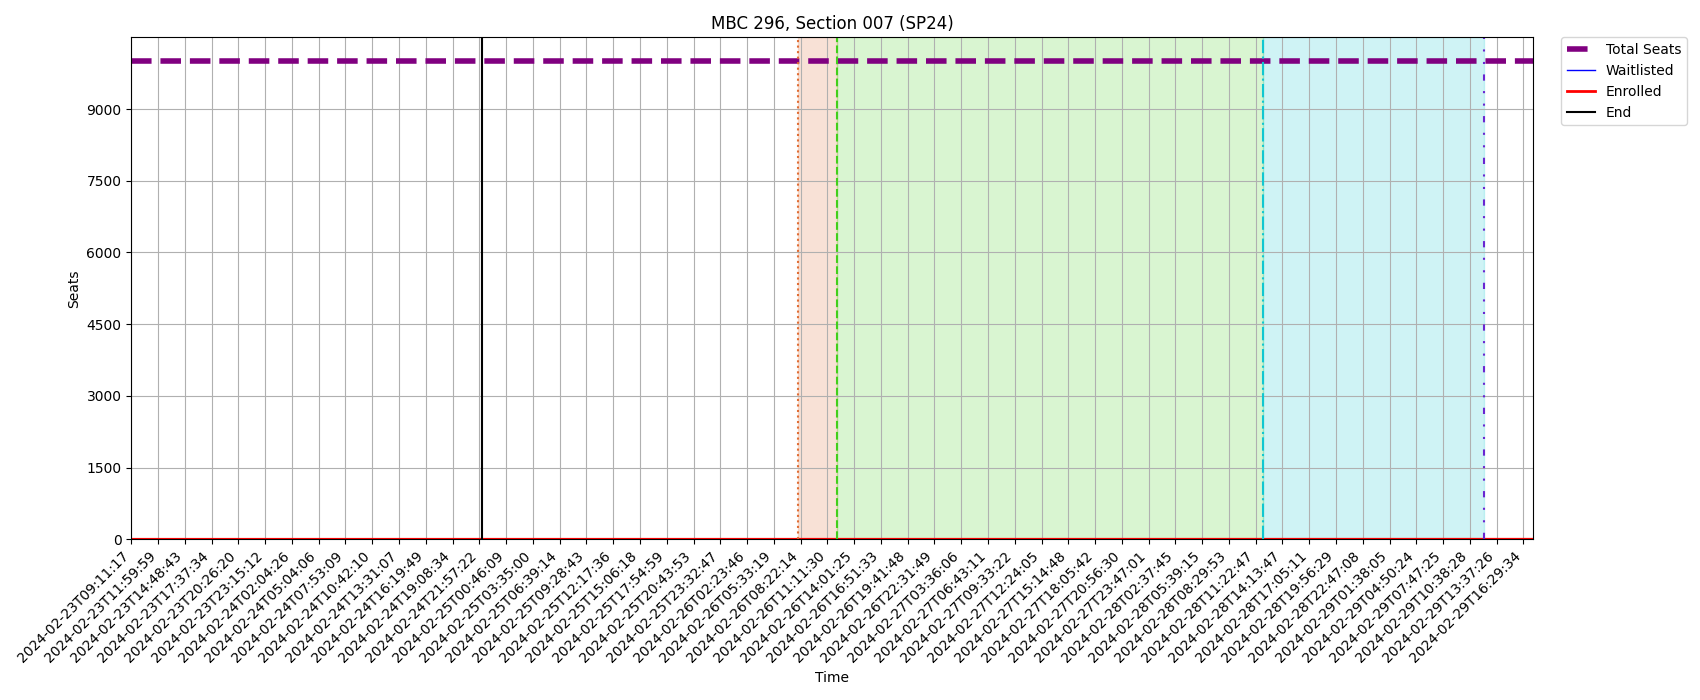 MBC 296, Section 007 (SP24)
Total Seats
Waitlisted
Enrolled
End
9000
7500
6000
4500
3000
1500
0
Seats
2024-02-23T09:11:17
2024-02-23T11:59:59
2024-02-23T14:48:43
2024-02-23T17:37:34
2024-02-23T20:26:20
2024-02-23T23:15:12
2024-02-24T02:04:26
2024-02-24T05:04:06
2024-02-24T07:53:09
2024-02-24T10:42:10
2024-02-24T13:31:07
2024-02-24T16:19:49
2024-02-24T19:08:34
2024-02-24T21:57:22
2024-02-25T00:46:09
2024-02-25T03:35:00
2024-02-25T06:39:14
2024-02-25T09:28:43
2024-02-25T12:17:36
2024-02-25T15:06:18
2024-02-25T17:54:59
2024-02-25T20:43:53
2024-02-25T23:32:47
2024-02-26T02:23:46
2024-02-26T05:33:19
2024-02-26T08:22:14
2024-02-26T11:11:30
2024-02-26T14:01:25
2024-02-26T16:51:33
2024-02-26T19:41:48
2024-02-26T22:31:49
2024-02-27T03:36:06
2024-02-27T06:43:11
2024-02-27T09:33:22
2024-02-27T12:24:05
2024-02-27T15:14:48
2024-02-27T18:05:42
2024-02-27T20:56:30
2024-02-27T23:47:01
2024-02-28T02:37:45
2024-02-28T05:39:15
2024-02-28T08:29:53
2024-02-28T11:22:47
2024-02-28T14:13:47
2024-02-28T17:05:11
2024-02-28T19:56:29
2024-02-28T22:47:08
2024-02-29T01:38:05
2024-02-29T04:50:24
2024-02-29T07:47:25
2024-02-29T10:38:28
2024-02-29T13:37:26
2024-02-29T16:29:34
Time